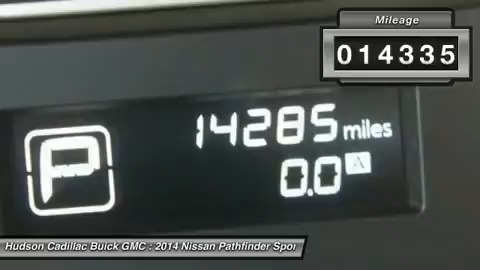 Mileage
014335
14285 miles
P
0.0 A
Hudson Cadillac Buick GMC : 2014 Nissan Pathfinder Spor